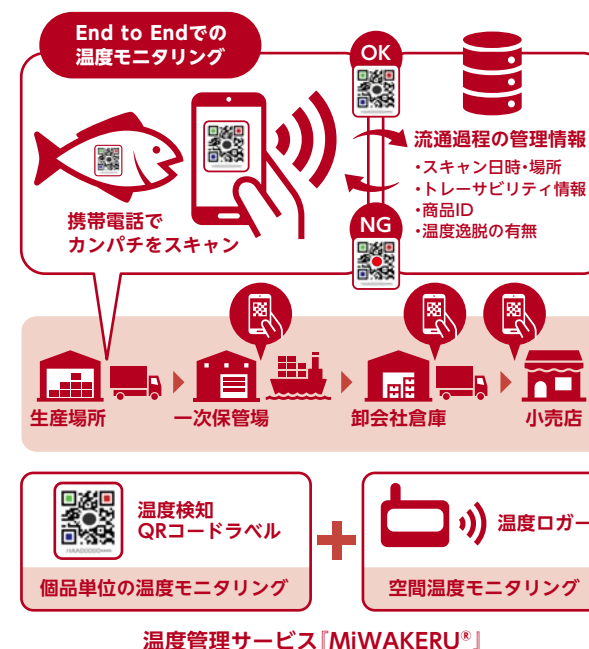 End to Endでの
温度モニタリング
OK
携帯電話で
カンパチをスキャン
流通過程の管理情報
・スキャン日時・場所
・トレーサビリティ情報
・商品ID
・温度逸脱の有無
NG
生産場所
一次保管場
卸会社倉庫
小売店
温度検知
QRコードラベル
個品単位の温度モニタリング
温度ロガー
空間温度モニタリング
温度管理サービス『MiWAKERU®』